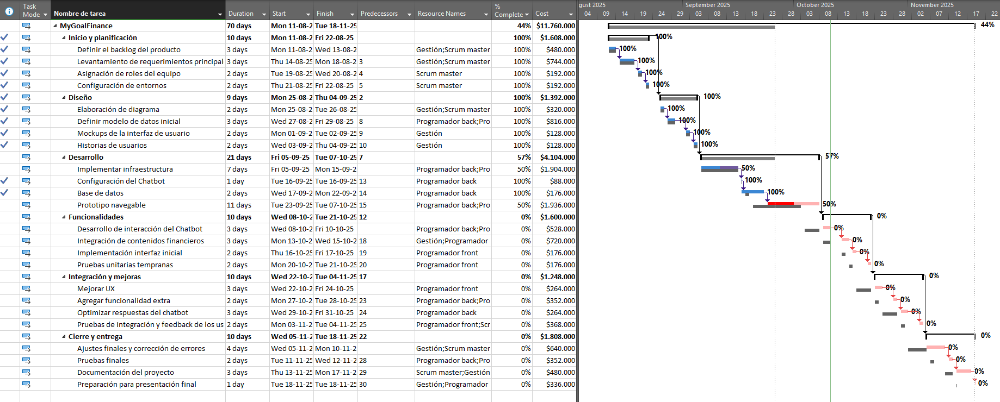 Task Mode Nombre de tarea Duration Start Finish Predecessors Resource Names % Complete Cost
gust 2025 September 2025 October 2025 November 2025
04 09 14 19 24 29 03 08 13 18 23 28 03 08 13 18 23 28 02 07 12 17 22
MyGoalFinance 70 days Mon 11-08-2 Tue 18-11-25 44% $11.760.000 44%
Inicio y planificación 10 days Mon 11-08-2 Fri 22-08-25 100% $1.608.000 100%
Definir el backlog del producto 3 days Mon 11-08-2 Wed 13-08-2 Gestión;Scrum master 100% $480.000 100%
Levantamiento de requerimientos principal 3 days Thu 14-08-25 Mon 18-08-25 3 Gestión;Scrum master 100% $744.000 100%
Asignación de roles del equipo 2 days Tue 19-08-25 Wed 20-08-2 4 Scrum master 100% $192.000 100%
Configuración de entornos 2 days Thu 21-08-25 Fri 22-08-25 5 Scrum master 100% $192.000 100%
Diseño 9 days Mon 25-08-2 Thu 04-09-25 2 100% $1.392.000 100%
Elaboración de diagrama 2 days Mon 25-08-2 Tue 26-08-25 Gestión;Scrum master 100% $320.000 100%
Definir modelo de datos inicial 3 days Wed 27-08-2 Fri 29-08-25 8 Programador back;Pro 100% $816.000 100%
Mockups de la interfaz de usuario 2 days Mon 01-09-2 Tue 02-09-25 9 Gestión 100% $128.000 100%
Historias de usuarios 2 days Wed 03-09-2 Thu 04-09-25 10 Gestión 100% $128.000 100%
Desarrollo 21 days Fri 05-09-25 Tue 07-10-25 7 57% $4.104.000 57%
Implementar infraestructura 7 days Fri 05-09-25 Mon 15-09-2 Programador back;Pro 50% $1.904.000 50%
Configuración del Chatbot 1 day Tue 16-09-25 Tue 16-09-25 13 Programador back 100% $88.000 100%
Base de datos 2 days Wed 17-09-2 Mon 22-09-25 14 Programador back 100% $176.000 100%
Prototipo navegable 11 days Tue 23-09-25 Tue 07-10-25 15 Programador back;Pro 50% $1.936.000 50%
Funcionalidades 10 days Wed 08-10-2 Tue 21-10-25 12 0% $1.600.000 0%
Desarrollo de interacción del Chatbot 3 days Wed 08-10-2 Fri 10-10-25 Programador back;Pro 0% $528.000 0%
Integración de contenidos financieros 3 days Mon 13-10-2 Wed 15-10-2 18 Gestión;Programador 0% $720.000 0%
Implementación interfaz inicial 2 days Thu 16-10-25 Fri 17-10-25 19 Programador front 0% $176.000 0%
Pruebas unitarias tempranas 2 days Mon 20-10-2 Tue 21-10-25 20 Programador front 0% $176.000 0%
Integración y mejoras 10 days Wed 22-10-2 Tue 04-11-25 17 0% $1.248.000 0%
Mejorar UX 3 days Wed 22-10-2 Fri 24-10-25 Programador front 0% $264.000 0%
Agregar funcionalidad extra 2 days Mon 27-10-2 Tue 28-10-25 23 Programador back;Pro 0% $352.000 0%
Optimizar respuestas del chatbot 3 days Wed 29-10-2 Fri 31-10-25 24 Programador back 0% $264.000 0%
Pruebas de integración y feedback de los us 2 days Mon 03-11-2 Tue 04-11-25 25 Programador front;Scr 0% $368.000 0%
Cierre y entrega 10 days Wed 05-11-2 Tue 18-11-25 22 0% $1.808.000 0%
Ajustes finales y corrección de errores 4 days Wed 05-11-2 Mon 10-11-2 Gestión;Scrum master 0% $640.000 0%
Pruebas finales 2 days Tue 11-11-25 Wed 12-11-2 28 Programador back;Pro 0% $352.000 0%
Documentación del proyecto 3 days Thu 13-11-25 Mon 17-11-2 29 Scrum master;Gestión 0% $480.000 0%
Preparación para presentación final 1 day Tue 18-11-25 Tue 18-11-25 30 Gestión;Programador 0% $336.000 0%